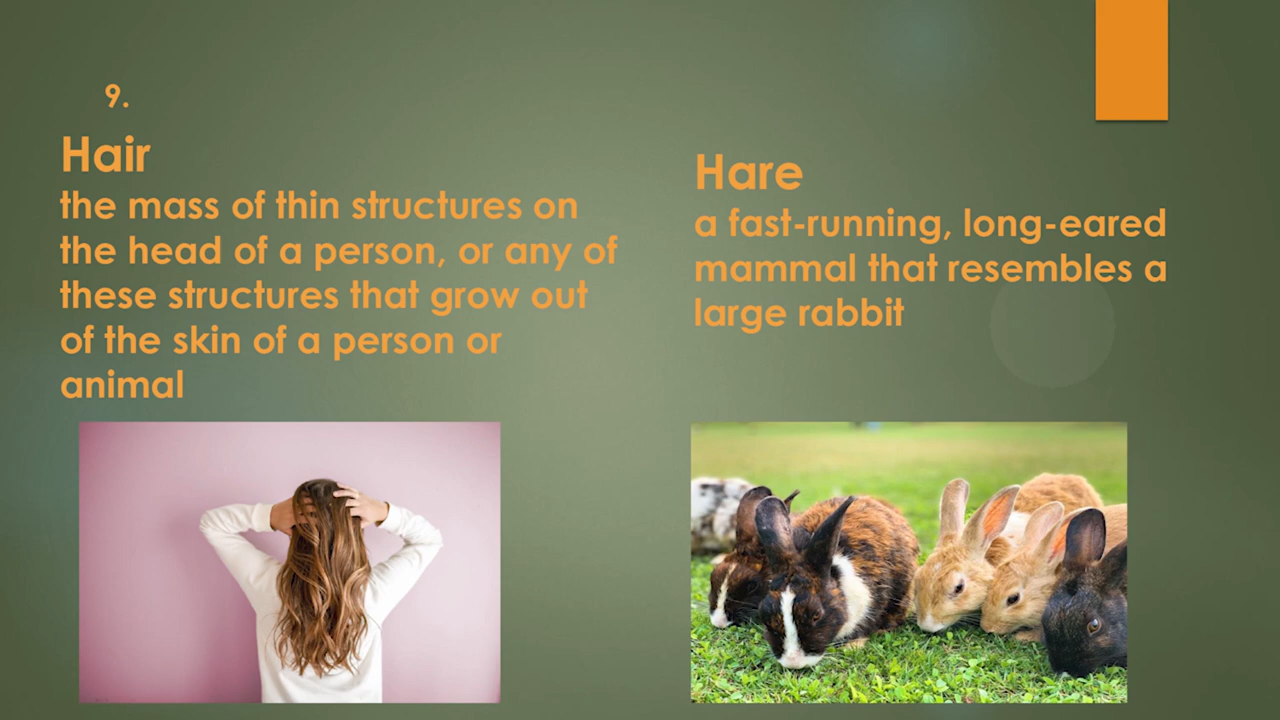 9.
Hair
the mass of thin structures on
the head of a person, or any of
these structures that grow out
of the skin of a person or
animal
Hare
a fast-running, long-eared
mammal that resembles a
large rabbit